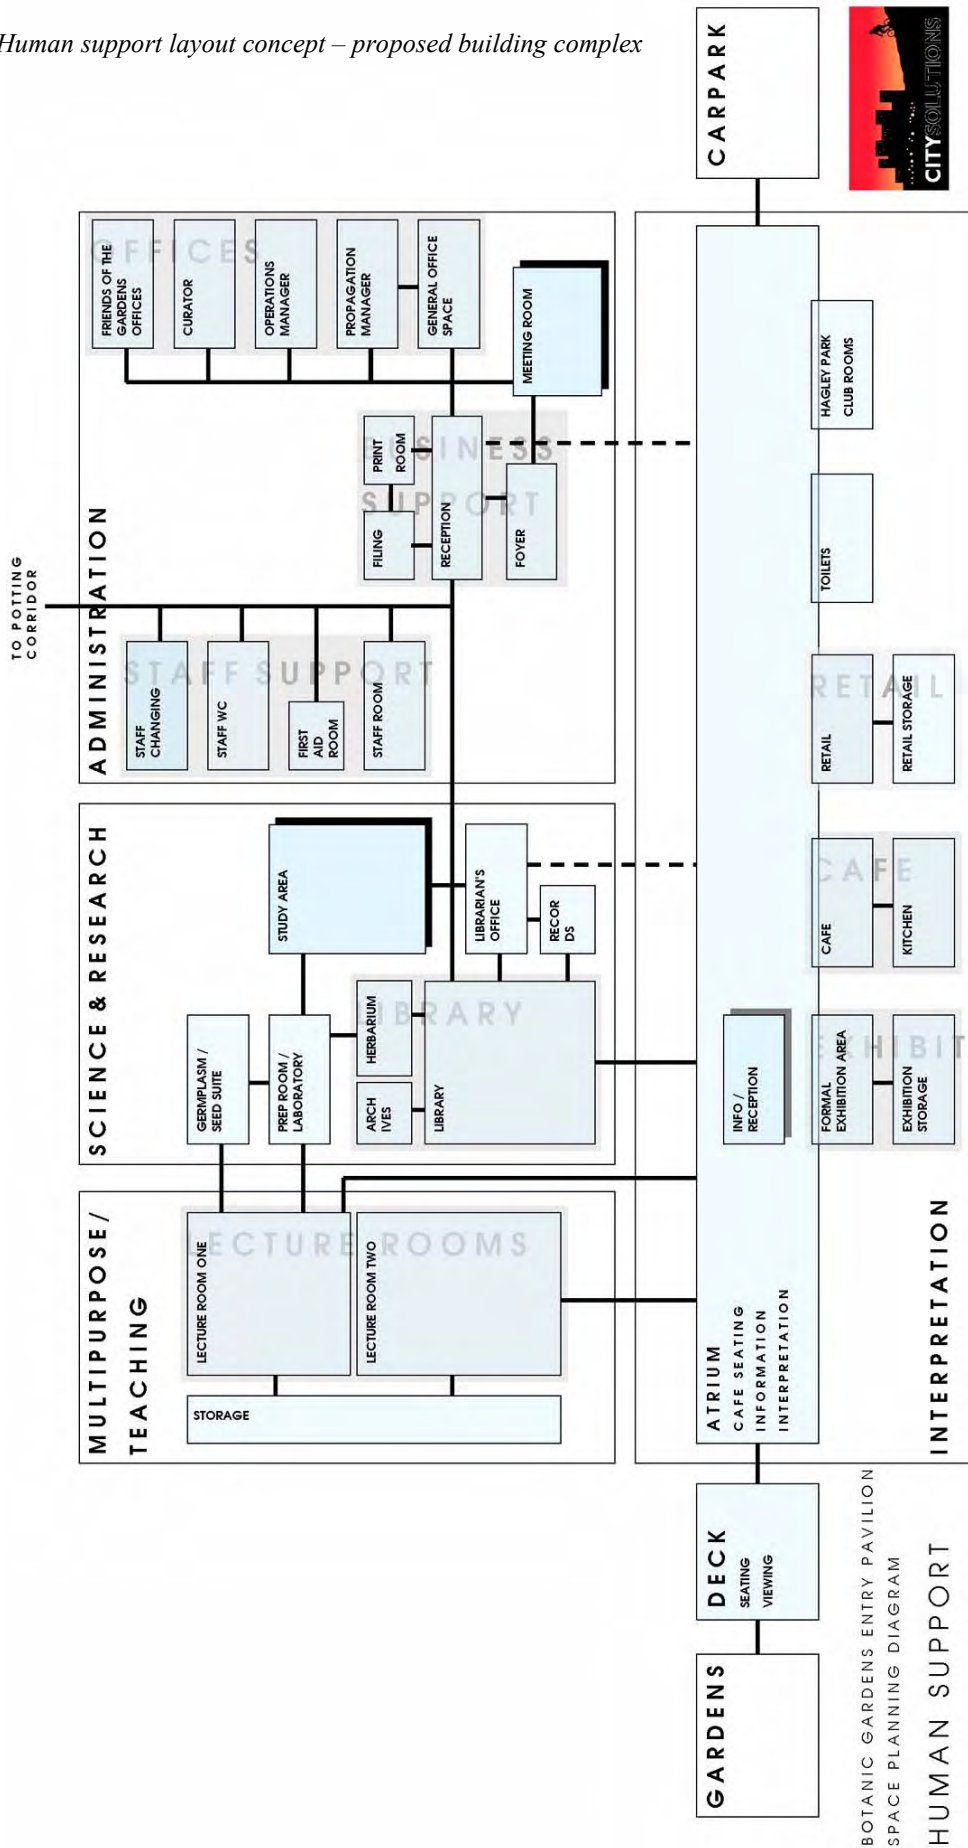 Human support layout concept – proposed building complex
TO POTTING
CORRIDOR
MULTIPURPOSE/
TEACHING
STORAGE
LECTURE ROOMS
LECTURE ROOM ONE
LECTURE ROOM TWO
SCIENCE & RESEARCH
GERMPLASM /
SEED SUITE
PREP ROOM /
LABORATORY
STUDY AREA
ARCH
IVES
HERBARIUM
LIBRARY
LIBRARY
LIBRARIAN'S
OFFICE
RECOR
DS
ADMINISTRATION
STAFF SUPPORT
STAFF
CHANGING
STAFF WC
FIRST
AID
ROOM
STAFF ROOM
BUSINESS
SUPPORT
FILING
PRINT
ROOM
RECEPTION
FOYER
OFFICES
FRIENDS OF THE
GARDENS
OFFICES
CURATOR
OPERATIONS
MANAGER
PROPAGATION
MANAGER
GENERAL OFFICE
SPACE
MEETING ROOM
GARDENS
DECK
SEATING
VIEWING
ATRIUM
CAFE SEATING
INFORMATION
INTERPRETATION
INFO /
RECEPTION
CARPARK
INTERPRETATION
EXHIBIT
FORMAL
EXHIBITION AREA
EXHIBITION
STORAGE
CAFE
CAFE
KITCHEN
RETAIL
RETAIL
RETAIL STORAGE
TOILETS
HAGLEY PARK
CLUB ROOMS
BOTANIC GARDENS ENTRY PAVILION
SPACE PLANNING DIAGRAM
HUMAN SUPPORT
CITYSOLUTIONS